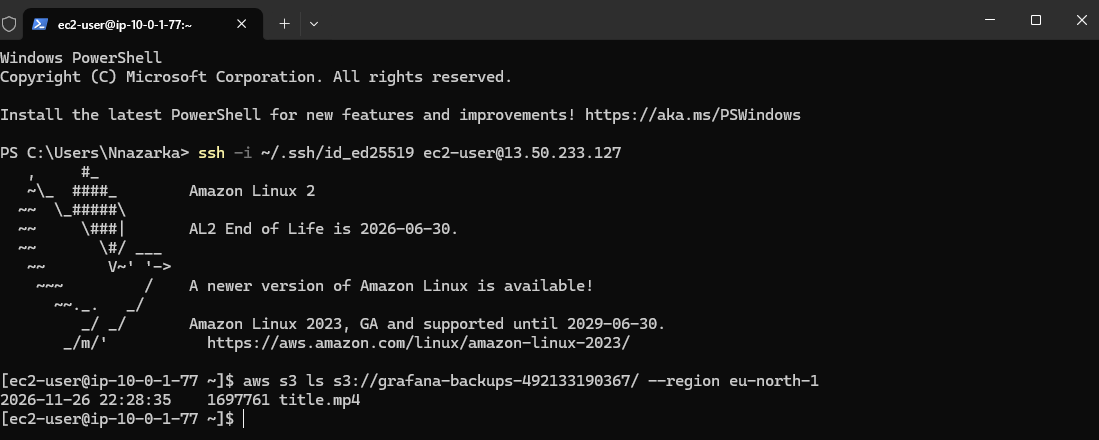 ec2-user@ip-10-0-1-77:~
Windows PowerShell
Copyright (C) Microsoft Corporation. All rights reserved.
Install the latest PowerShell for new features and improvements! https://aka.ms/PSWindows
PS C:\Users\Nnazarka> ssh -i ~/.ssh/id_ed25519 ec2-user@13.50.233.127
   ,     #_
   ~\_  ####_        Amazon Linux 2
  ~~  \_#####\
  ~~     \###|       AL2 End of Life is 2026-06-30.
  ~~       \#/ ___
   ~~       V~' '->
    ~~~         /    A newer version of Amazon Linux is available!
      ~~._.   _/
         _/ _/       Amazon Linux 2023, GA and supported until 2029-06-30.
       _/m/'           https://aws.amazon.com/linux/amazon-linux-2023/
[ec2-user@ip-10-0-1-77 ~]$ aws s3 ls s3://grafana-backups-492133190367/ --region eu-north-1
2026-11-26 22:28:35    1697761 title.mp4
[ec2-user@ip-10-0-1-77 ~]$